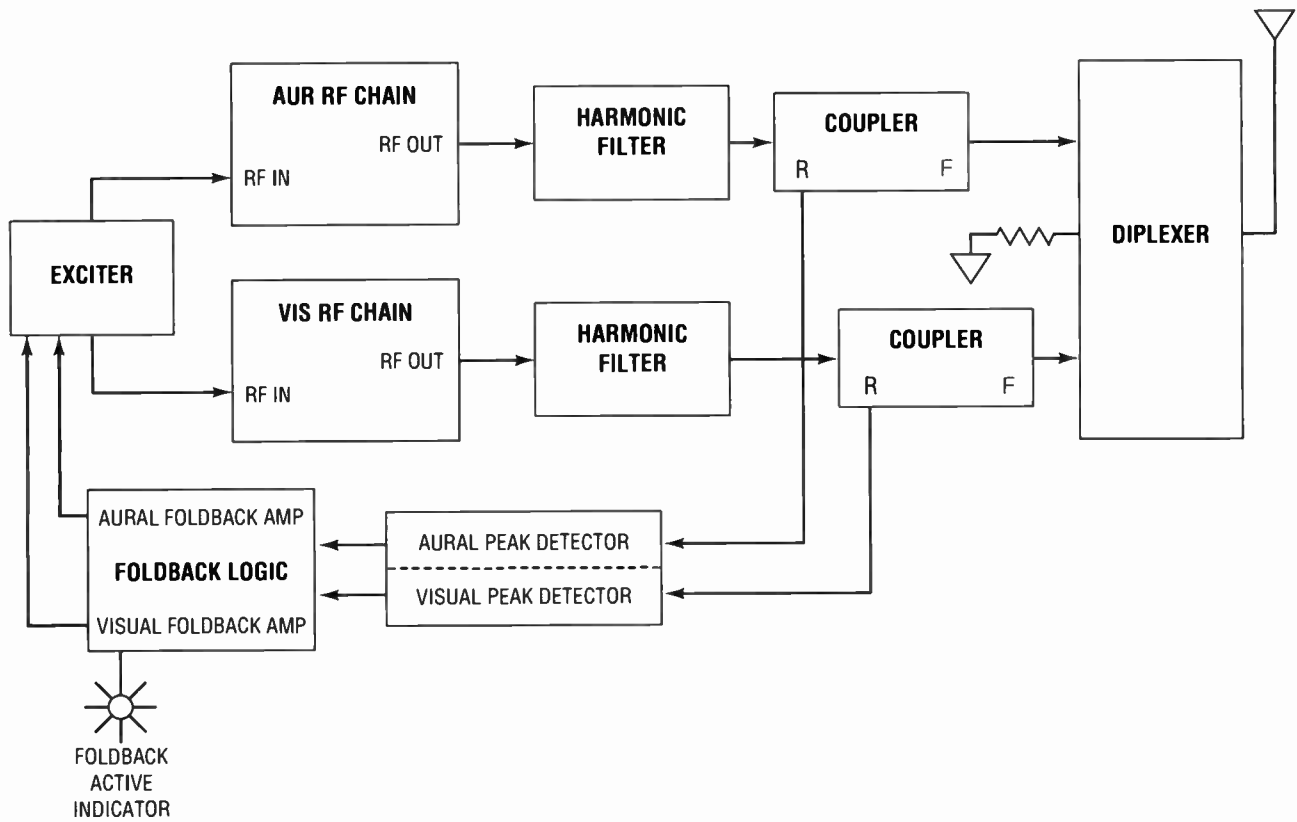 AUR RF CHAIN
RF OUT
RF IN
HARMONIC
FILTER
COUPLER
R F
DIPLEXER
EXCITER
VIS RF CHAIN
RF OUT
RF IN
HARMONIC
FILTER
COUPLER
R F
AURAL FOLDBACK AMP
FOLDBACK LOGIC
VISUAL FOLDBACK AMP
AURAL PEAK DETECTOR
VISUAL PEAK DETECTOR
FOLDBACK
ACTIVE
INDICATOR